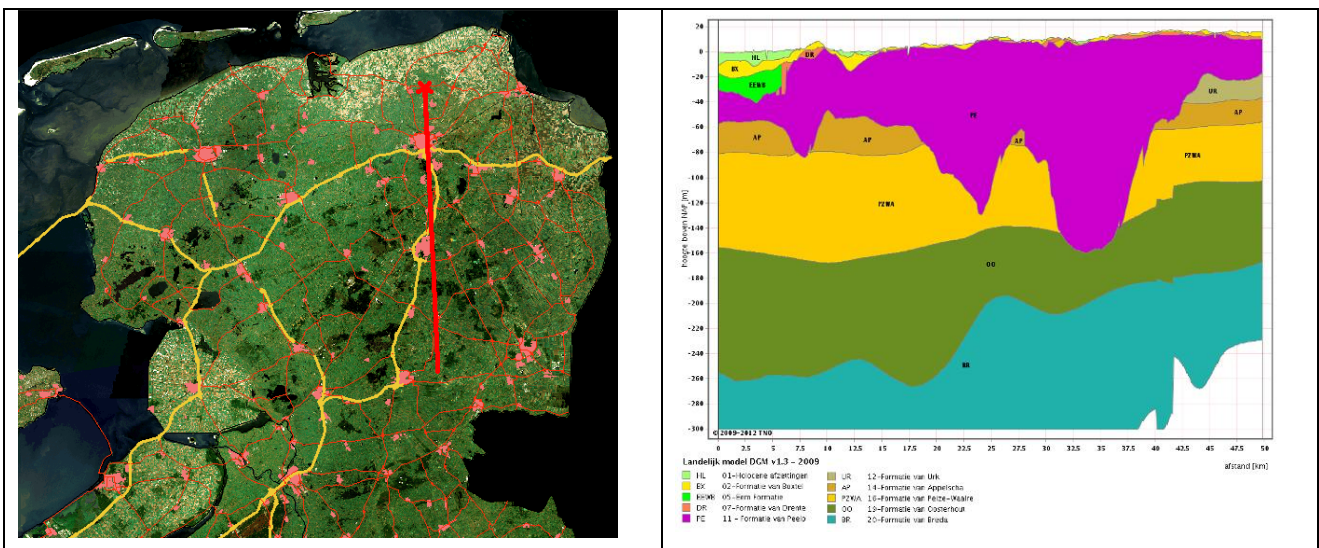 20
0
-20
-40
-60
-80
-100
-120
-140
-160
-180
-200
-220
-240
-260
-280
-300
hoogte boven NAP [m]
HL
DR
BX
EEWB
UR
PE
AP
AP
AP
AP
PZWA
PZWA
OO
BR
© 2009-2012 TNO
0 2.5 5 7.5 10 12.5 15 17.5 20 22.5 25 27.5 30 32.5 35 37.5 40 42.5 45 47.5 50
afstand [km]
Landelijk model DGM v1.3 - 2009
HL 01-Holocene afzettingen UR 12-Formatie van Urk
BX 02-Formatie van Boxtel AP 14-Formatie van Appelscha
EEWB 05-Eem Formatie PZWA 16-Formatie van Peize-Waalre
DR 07-Formatie van Drente OO 19-Formatie van Oosterhout
PE 11 - Formatie van Peelo BR 20-Formatie van Breda